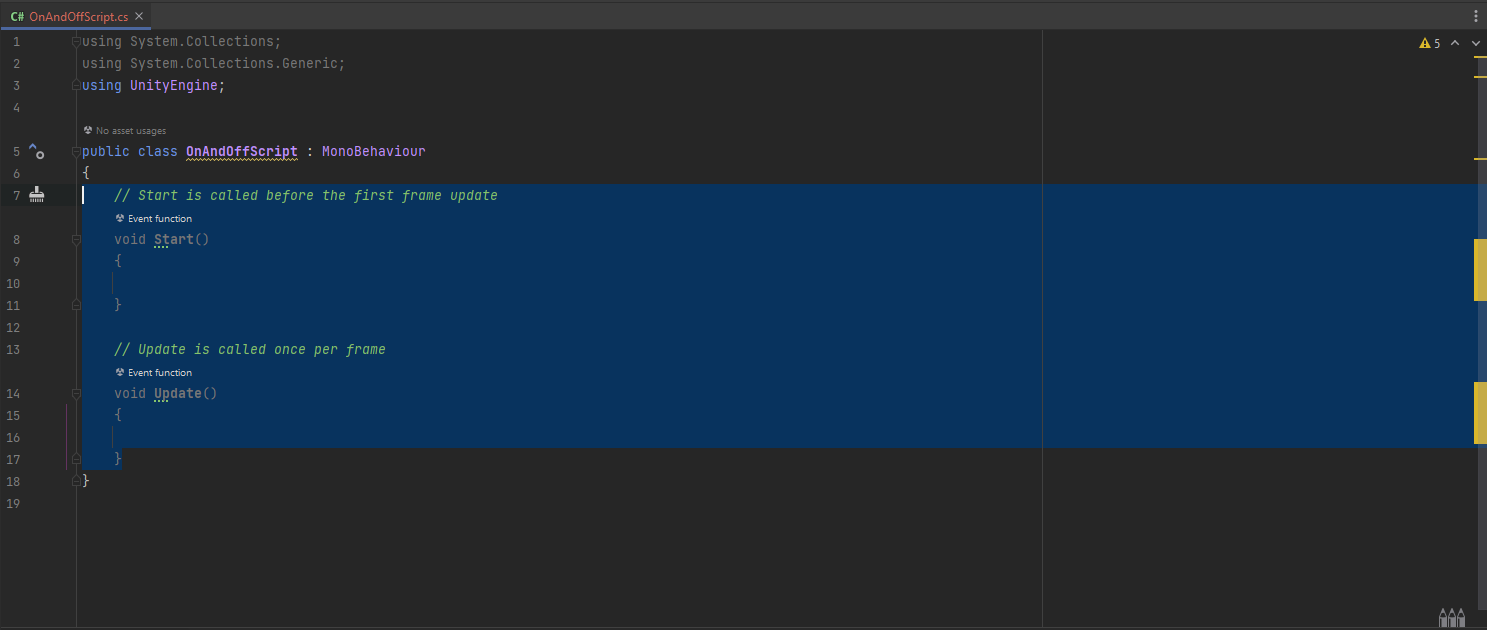 C# OnAndOffScript.cs
5
1 using System.Collections;
2 using System.Collections.Generic;
3 using UnityEngine;
4
No asset usages
5 public class OnAndOffScript : MonoBehaviour
6 {
7 // Start is called before the first frame update
Event function
8 void Start()
9 {
10
11 }
12
13 // Update is called once per frame
Event function
14 void Update()
15 {
16
17 }
18 }
19